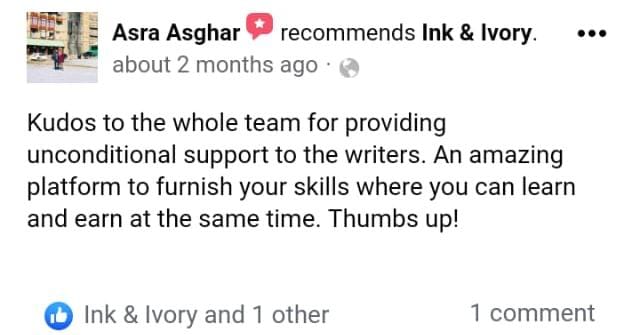 Asra Asghar recommends Ink & Ivory.
about 2 months ago ·
Kudos to the whole team for providing
unconditional support to the writers. An amazing
platform to furnish your skills where you can learn
and earn at the same time. Thumbs up!
Ink & Ivory and 1 other 1 comment